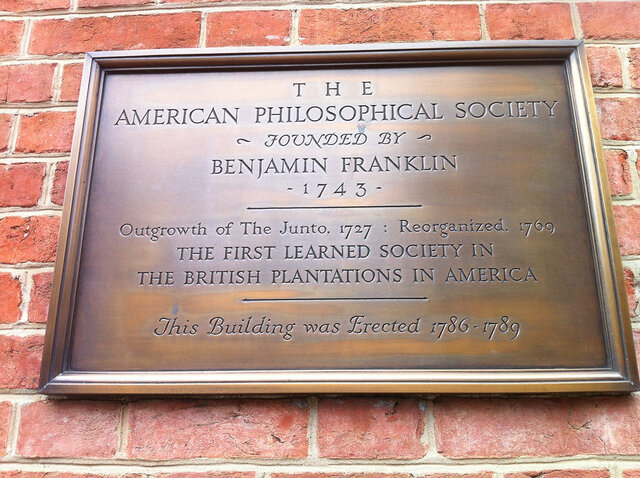 THE
AMERICAN PHILOSOPHICAL SOCIETY
~ FOUNDED BY ~
BENJAMIN FRANKLIN
- 1743 -
Outgrowth of The Junto, 1727 : Reorganized, 1769
THE FIRST LEARNED SOCIETY IN
THE BRITISH PLANTATIONS IN AMERICA
This Building was Erected 1786-1789